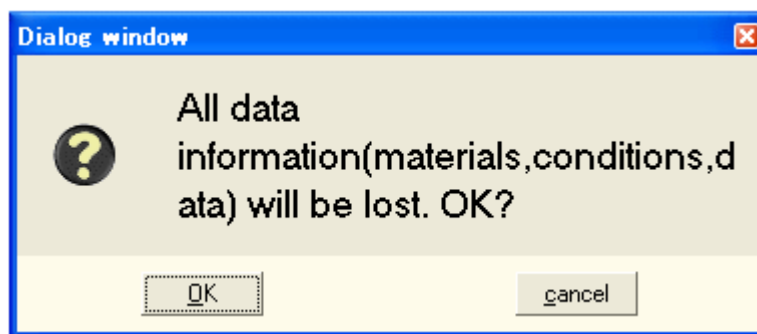 Dialog window
All data
information(materials,conditions,d
ata) will be lost. OK?
OK
cancel